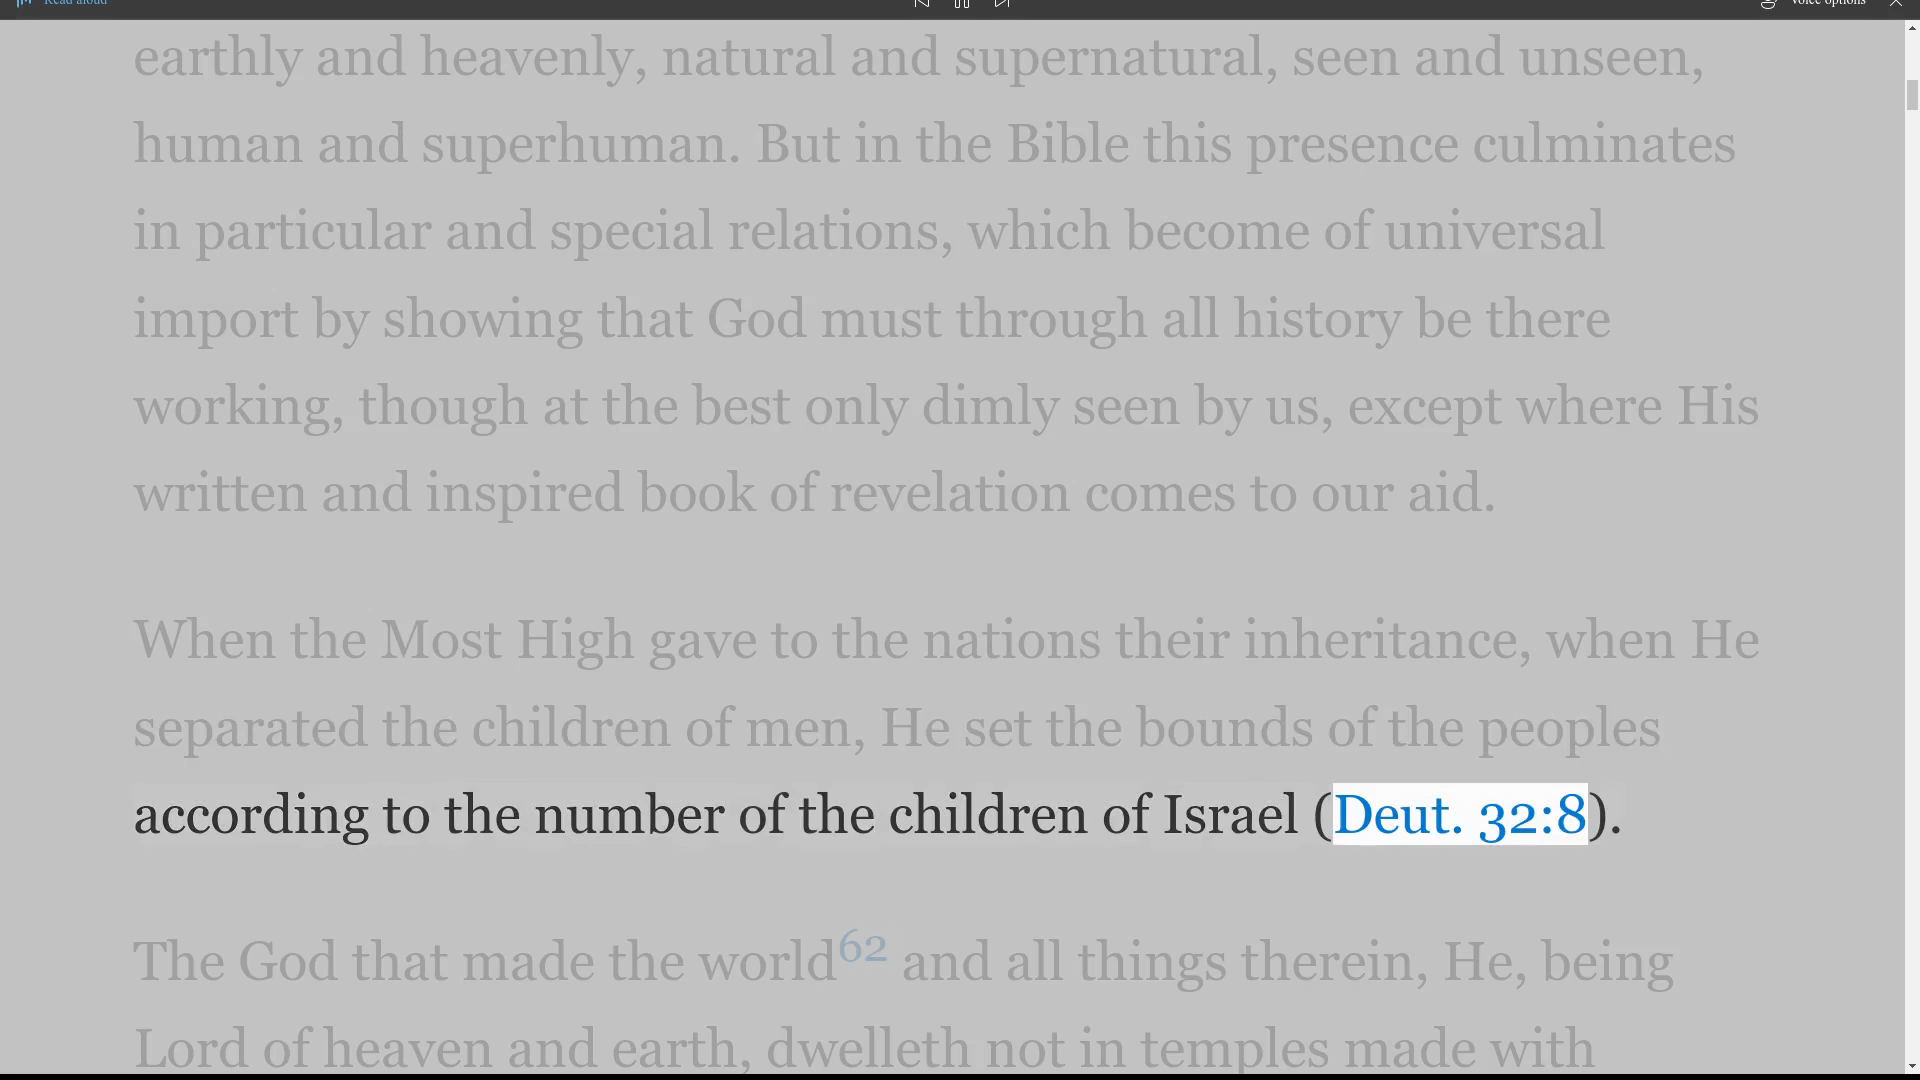 Read aloud
Voice options
earthly and heavenly, natural and supernatural, seen and unseen,
human and superhuman. But in the Bible this presence culminates
in particular and special relations, which become of universal
import by showing that God must through all history be there
working, though at the best only dimly seen by us, except where His
written and inspired book of revelation comes to our aid.
When the Most High gave to the nations their inheritance, when He
separated the children of men, He set the bounds of the peoples
according to the number of the children of Israel (Deut. 32:8).
The God that made the world62 and all things therein, He, being
Lord of heaven and earth, dwelleth not in temples made with